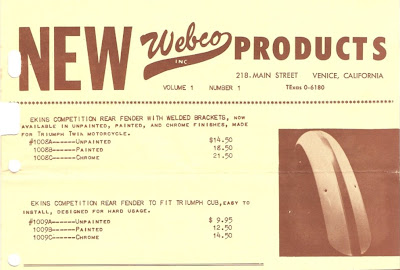 NEW Webco PRODUCTS
INC
218 MAIN STREET VENICE, CALIFORNIA
VOLUME 1 NUMBER 1 TExas 0-6180
EKINS COMPETITION REAR FENDER WITH WELDED BRACKETS, NOW
AVAILABLE IN UNPAINTED, PAINTED, AND CHROME FINISHES, MADE
FOR TRIUMPH TWIN MOTORCYCLE.
#1008A------UNPAINTED $14.50
1008B------PAINTED 18.50
1008C------CHROME 21.50
EKINS COMPETITION REAR FENDER TO FIT TRIUMPH CUB,EASY TO
INSTALL, DESIGNED FOR HARD USAGE.
#1009A------UNPAINTED $ 9.95
1009B------PAINTED 12.50
1009C------CHROME 14.50